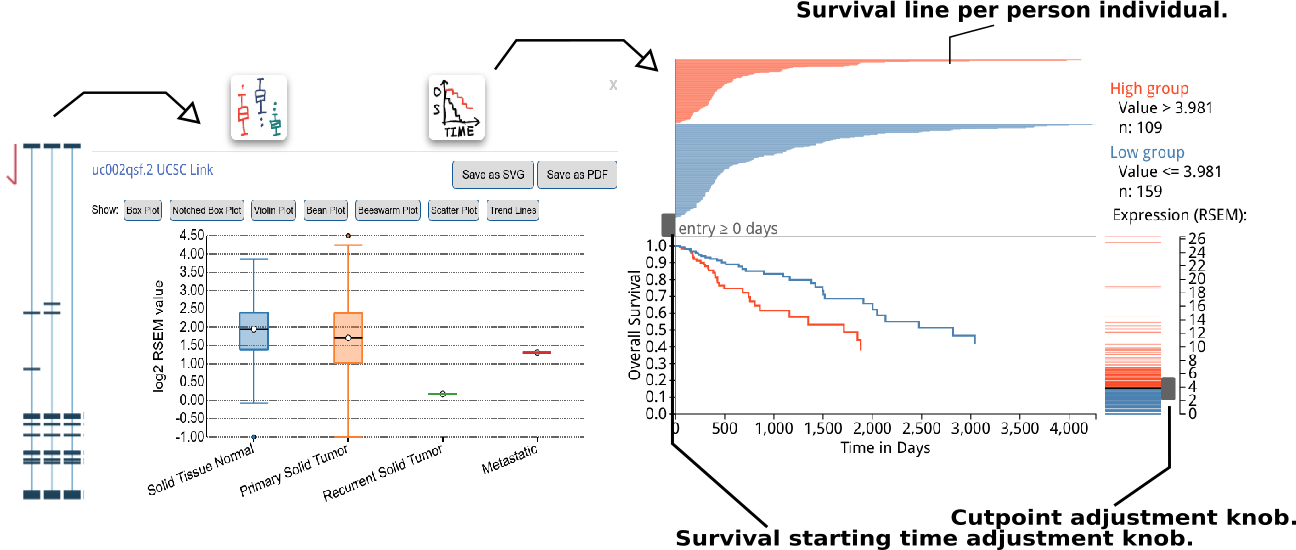 Survival line per person individual.
O
S
TIME
x
uc002qsf.2 UCSC Link
Save as SVG
Save as PDF
Show:
Box Plot
Notched Box Plot
Violin Plot
Bean Plot
Beeswarm Plot
Scatter Plot
Trend Lines
log2 RSEM value
4.50
4.00
3.50
3.00
2.50
2.00
1.50
1.00
0.50
0.00
-0.50
-1.00
Solid Tissue Normal
Primary Solid Tumor
Recurrent Solid Tumor
Metastatic
High group
Value > 3.981
n: 109
Low group
Value <= 3.981
n: 159
Expression (RSEM):
26
24
22
20
18
16
14
12
10
8
6
4
2
0
entry ≥ 0 days
Overall Survival
1.0
0.9
0.8
0.7
0.6
0.5
0.4
0.3
0.2
0.1
0.0
0
500
1,000
1,500
2,000
2,500
3,000
3,500
4,000
Time in Days
Cutpoint adjustment knob.
Survival starting time adjustment knob.